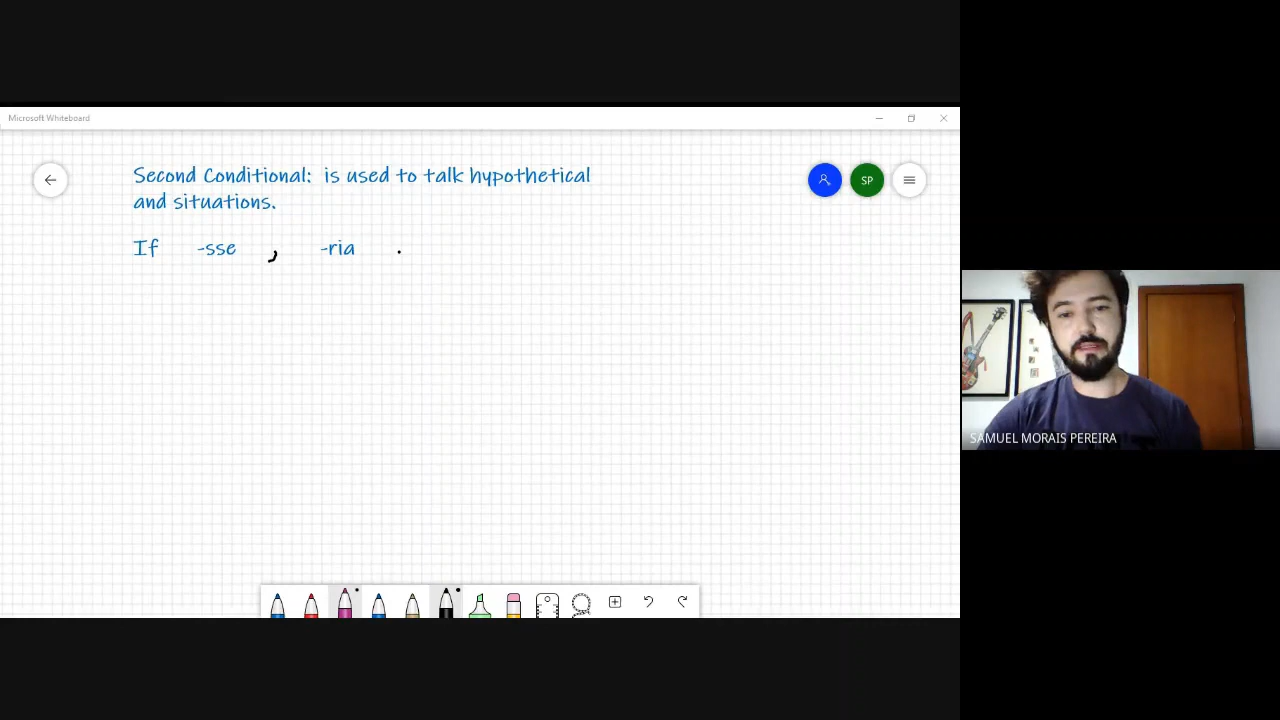 Microsoft Whiteboard
Second Conditional: is used to talk hypothetical
and situations.
SP
If -sse , -ria .
SAMUEL MORAIS PEREIRA